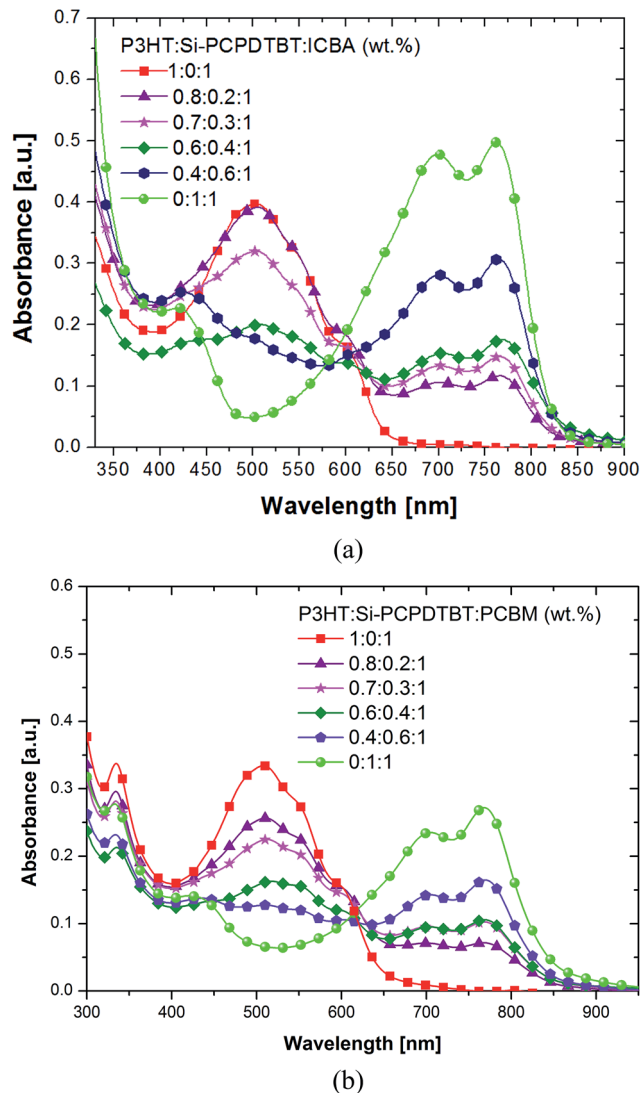 P3HT:Si-PCPDTBT:ICBA (wt.%)
1:0:1
0.8:0.2:1
0.7:0.3:1
0.6:0.4:1
0.4:0.6:1
0:1:1
Absorbance [a.u.]
0.7
0.6
0.5
0.4
0.3
0.2
0.1
0.0
350 400 450 500 550 600 650 700 750 800 850 900
Wavelength [nm]
(a)
P3HT:Si-PCPDTBT:PCBM (wt.%)
1:0:1
0.8:0.2:1
0.7:0.3:1
0.6:0.4:1
0.4:0.6:1
0:1:1
Absorbance [a.u.]
0.6
0.5
0.4
0.3
0.2
0.1
0.0
300 400 500 600 700 800 900
Wavelength [nm]
(b)